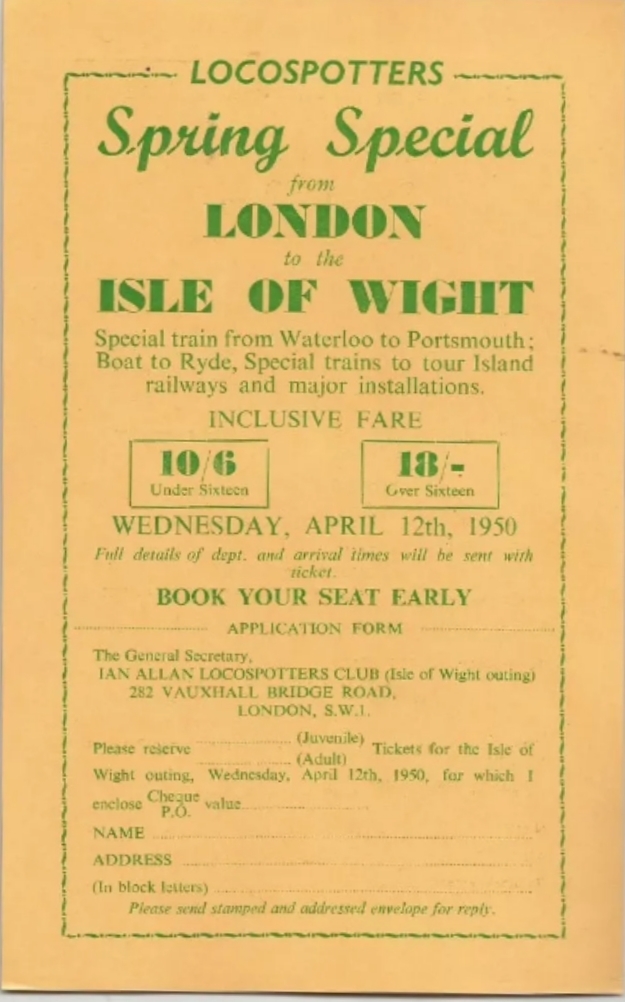 LOCOSPOTTERS
Spring Special
from
LONDON
to the
ISLE OF WIGHT
Special train from Waterloo to Portsmouth;
Boat to Ryde, Special trains to tour Island
railways and major installations.
INCLUSIVE FARE
10/6 18/-
Under Sixteen Over Sixteen
WEDNESDAY, APRIL 12th, 1950
Full details of dept. and arrival times will be sent with
ticket.
BOOK YOUR SEAT EARLY
APPLICATION FORM
The General Secretary,
IAN ALLAN LOCOSPOTTERS CLUB (Isle of Wight outing)
282 VAUXHALL BRIDGE ROAD,
LONDON, S.W.1.
Please reserve (Juvenile) (Adult) Tickets for the Isle of
Wight outing, Wednesday, April 12th, 1950, for which I
enclose Cheque P.O. value
NAME
ADDRESS
(In block letters)
Please send stamped and addressed envelope for reply.